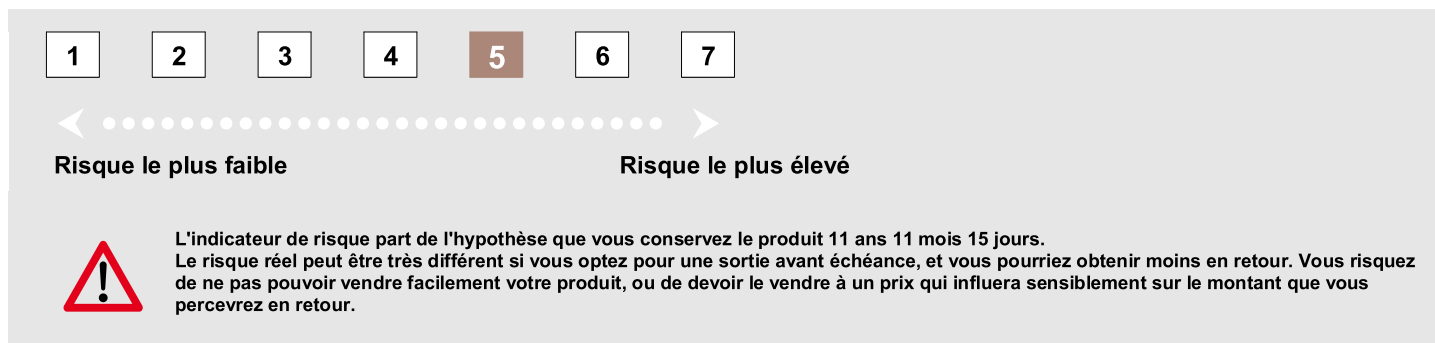 1 2 3 4 5 6 7
Risque le plus faible Risque le plus élevé
L'indicateur de risque part de l'hypothèse que vous conservez le produit 11 ans 11 mois 15 jours.
Le risque réel peut être très différent si vous optez pour une sortie avant échéance, et vous pourriez obtenir moins en retour. Vous risquez
de ne pas pouvoir vendre facilement votre produit, ou de devoir le vendre à un prix qui influera sensiblement sur le montant que vous
percevrez en retour.